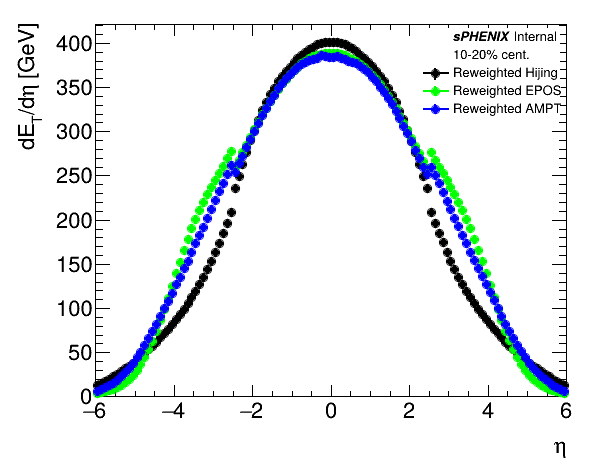 dE_T/dη [GeV]
400
350
300
250
200
150
100
50
0
sPHENIX Internal
10-20% cent.
Reweighted Hijing
Reweighted EPOS
Reweighted AMPT
−6 −4 −2 0 2 4 6
η